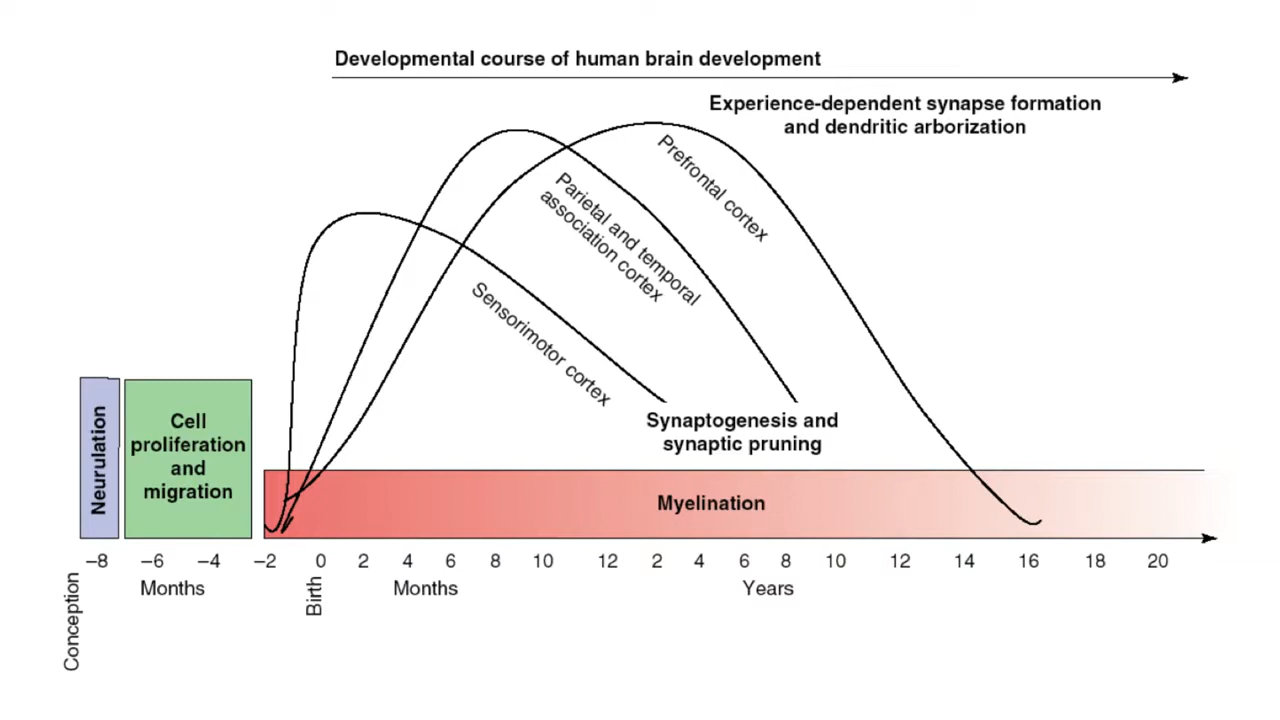 Developmental course of human brain development
Experience-dependent synapse formation
and dendritic arborization
Prefrontal cortex
Parietal and temporal
association cortex
Sensorimotor cortex
Synaptogenesis and
synaptic pruning
Neurulation
Cell
proliferation
and
migration
Myelination
–8 –6 –4 –2 0 2 4 6 8 10 12 2 4 6 8 10 12 14 16 18 20
Conception
Months
Birth
Months
Years